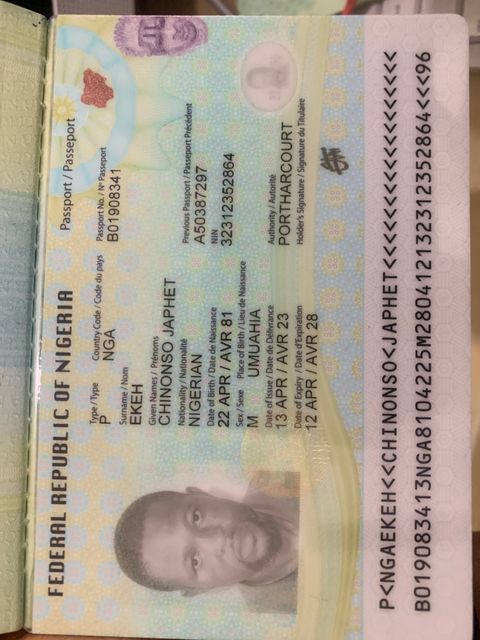 FEDERAL REPUBLIC OF NIGERIA
Passport / Passeport
Type / Type Country Code / Code du pays Passport No. / Nº Passeport
P NGA B01908341
Surname / Nom
EKEH
Given Names / Prénoms
CHINONSO JAPHET
Nationality / Nationalité Previous Passport / Passeport Précédent
NIGERIAN A50387297
Date of Birth / Date de Naissance NIN
22 APR / AVR 81 32312352864
Sex / Sexe Place of Birth / Lieu de Naissance
M UMUAHIA
Date of Issue / Date de Délivrance Authority / Autorité
13 APR / AVR 23 PORTHARCOURT
Date of Expiry / Date d'Expiration Holder's Signature / Signature du Titulaire
12 APR / AVR 28
P<NGAEKEH<<CHINONSO<JAPHET<<<<<<<<<<<<<<<<<<
B019083413NGA8104225M280412132312352864<<<96